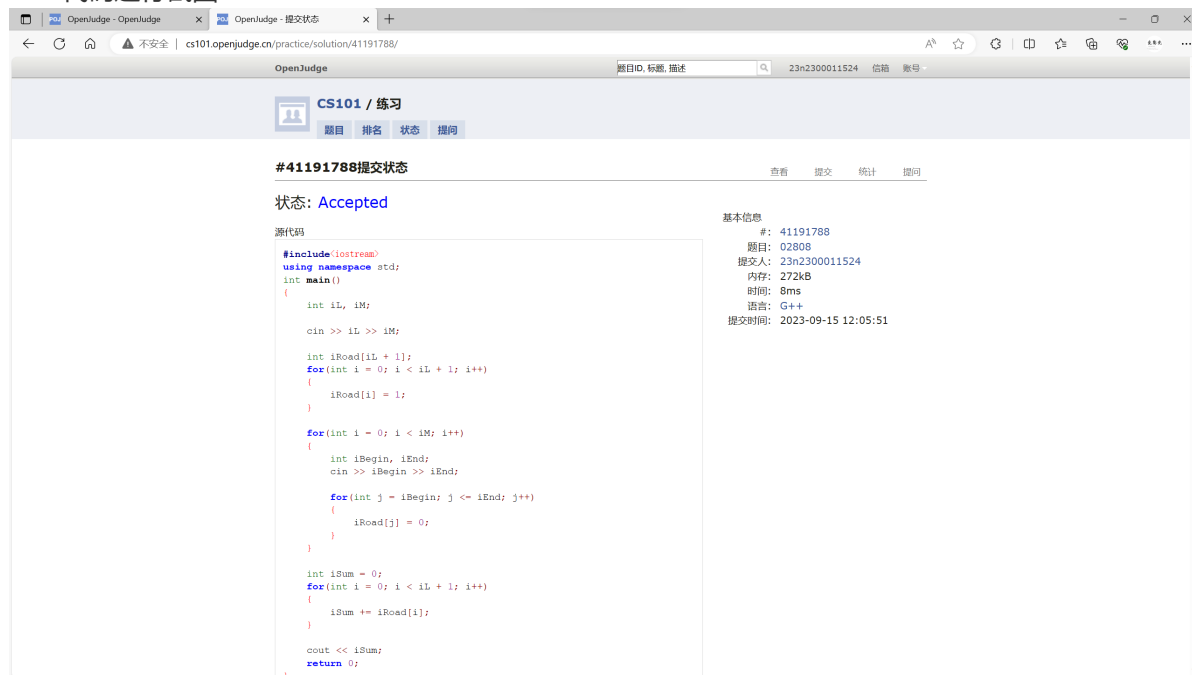 OpenJudge - OpenJudge
OpenJudge - 提交状态
不安全 | cs101.openjudge.cn/practice/solution/41191788/
OpenJudge
题目ID, 标题, 描述
23n2300011524 信箱 账号
CS101 / 练习
题目 排名 状态 提问
#41191788提交状态
查看 提交 统计 提问
状态: Accepted
源代码
#include<iostream>
using namespace std;
int main()
{
    int iL, iM;
    cin >> iL >> iM;
    int iRoad[iL + 1];
    for(int i = 0; i < iL + 1; i++)
    {
        iRoad[i] = 1;
    }
    for(int i = 0; i < iM; i++)
    {
        int iBegin, iEnd;
        cin >> iBegin >> iEnd;
        for(int j = iBegin; j <= iEnd; j++)
        {
            iRoad[j] = 0;
        }
    }
    int iSum = 0;
    for(int i = 0; i < iL + 1; i++)
    {
        iSum += iRoad[i];
    }
    cout << iSum;
    return 0;
基本信息
#: 41191788
题目: 02808
提交人: 23n2300011524
内存: 272kB
时间: 8ms
语言: G++
提交时间: 2023-09-15 12:05:51